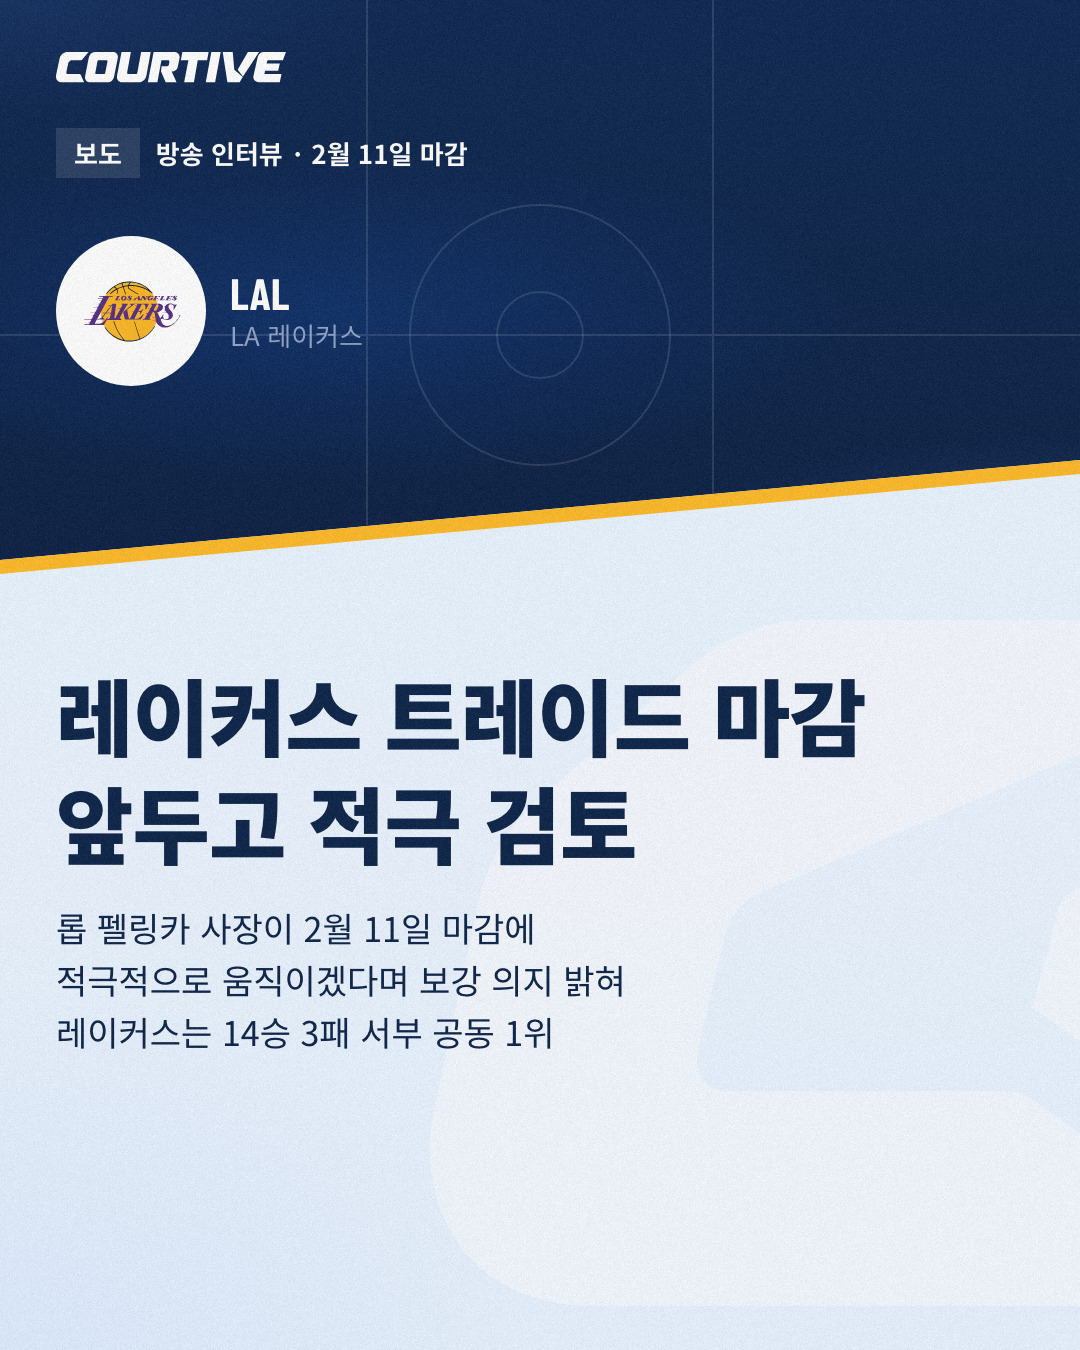 COURTIVE
보도 방송 인터뷰 · 2월 11일 마감
LOS ANGELES
LAKERS
LAL
LA 레이커스
레이커스 트레이드 마감
앞두고 적극 검토
롭 펠링카 사장이 2월 11일 마감에
적극적으로 움직이겠다며 보강 의지 밝혀
레이커스는 14승 3패 서부 공동 1위